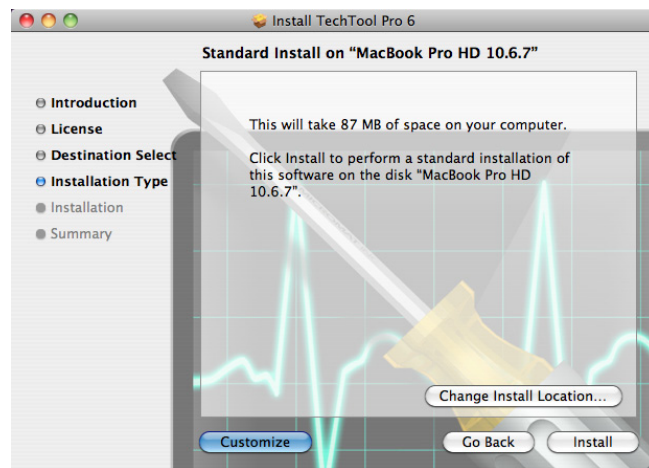 Install TechTool Pro 6
Standard Install on “MacBook Pro HD 10.6.7”
Introduction
License
Destination Select
Installation Type
Installation
Summary
This will take 87 MB of space on your computer.
Click Install to perform a standard installation of
this software on the disk “MacBook Pro HD
10.6.7”.
Change Install Location...
Customize
Go Back
Install